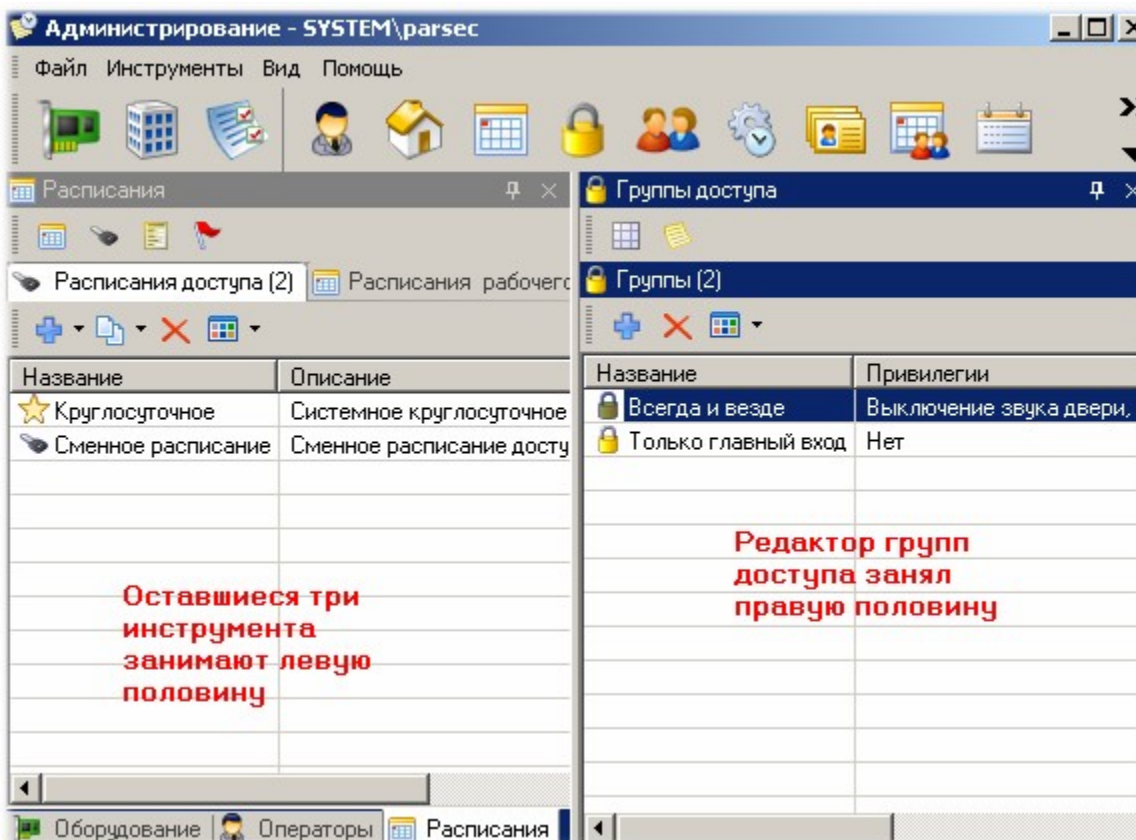 Администрирование - SYSTEM\parsec
Файл Инструменты Вид Помощь
Расписания
Расписания доступа (2) Расписания рабочего
Название Описание
Круглосуточное Системное круглосуточное
Сменное расписание Сменное расписание досту
Оставшиеся три
инструмента
занимают левую
половину
Оборудование Операторы Расписания
Группы доступа
Группы (2)
Название Привилегии
Всегда и везде Выключение звука двери,
Только главный вход Нет
Редактор групп
доступа занял
правую половину